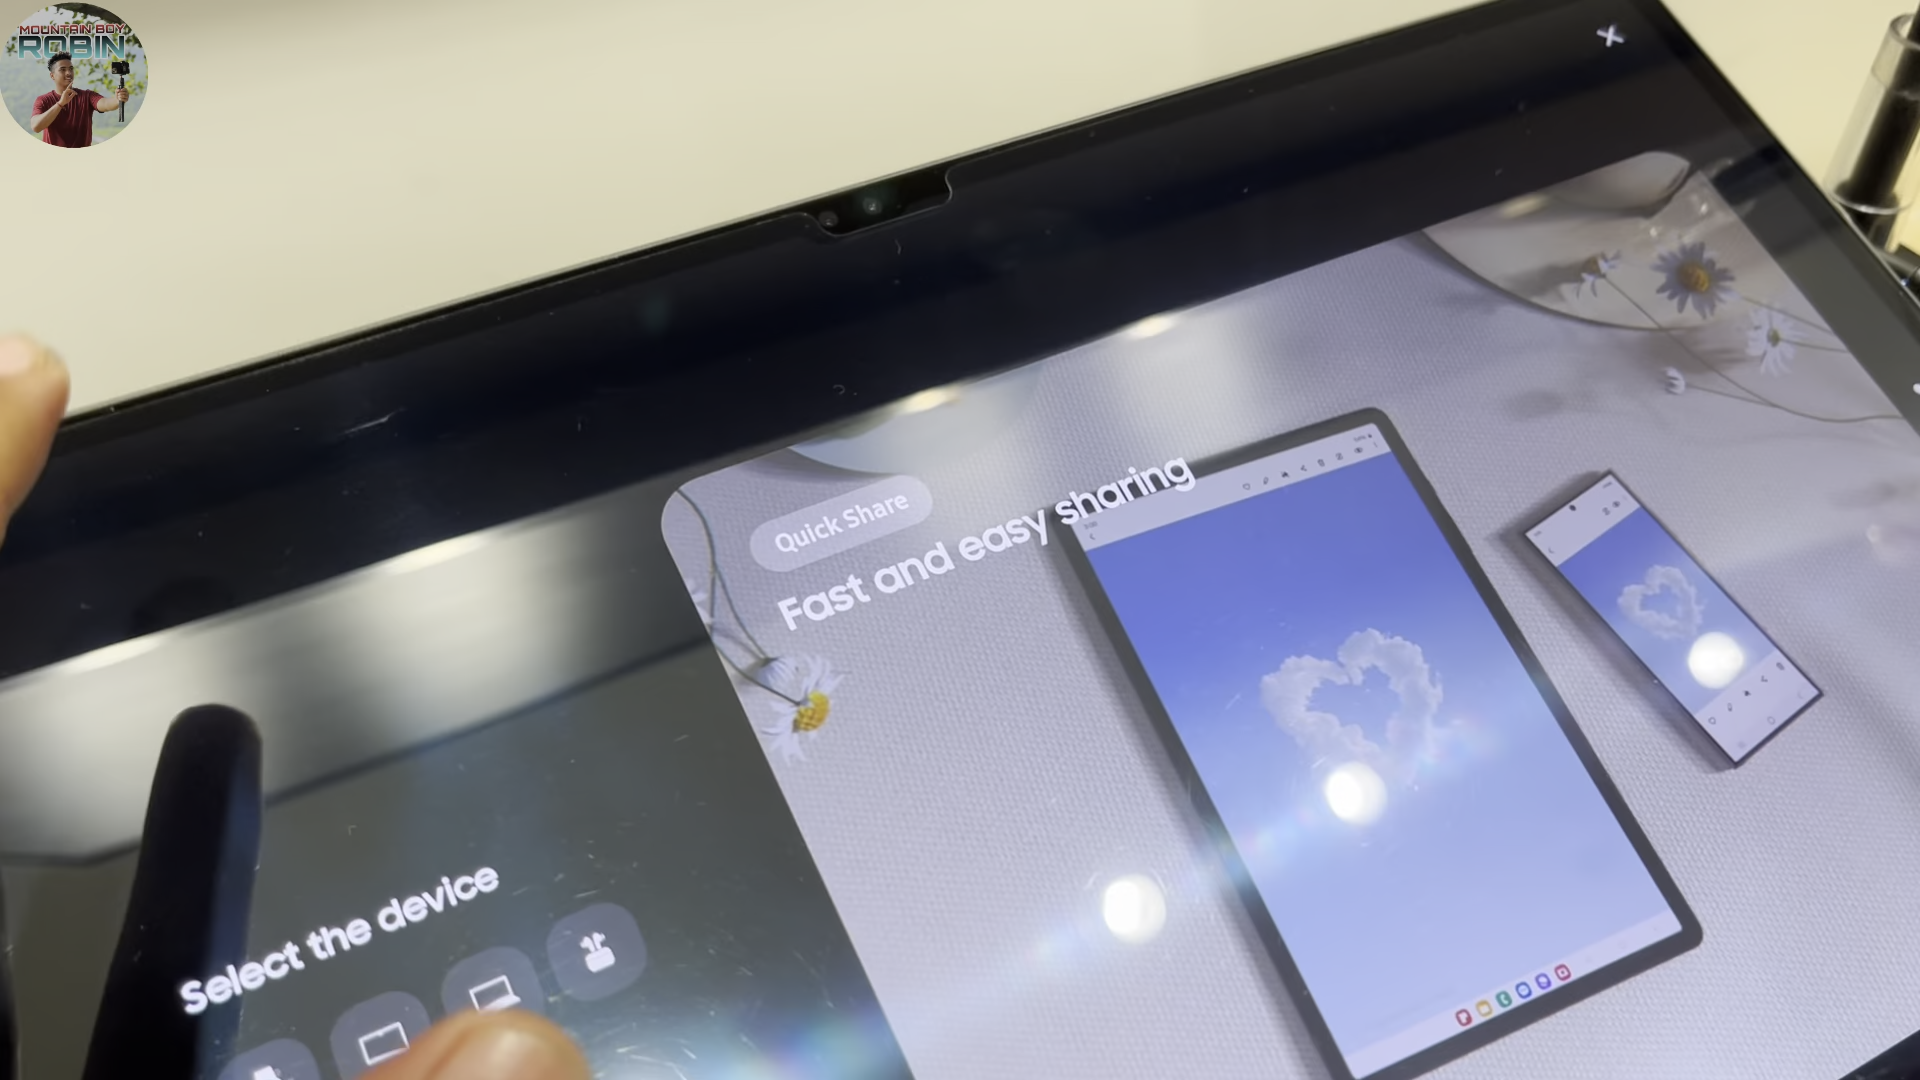 MOUNTAIN BOY
ROBIN
Quick Share
Fast and easy sharing
Select the device